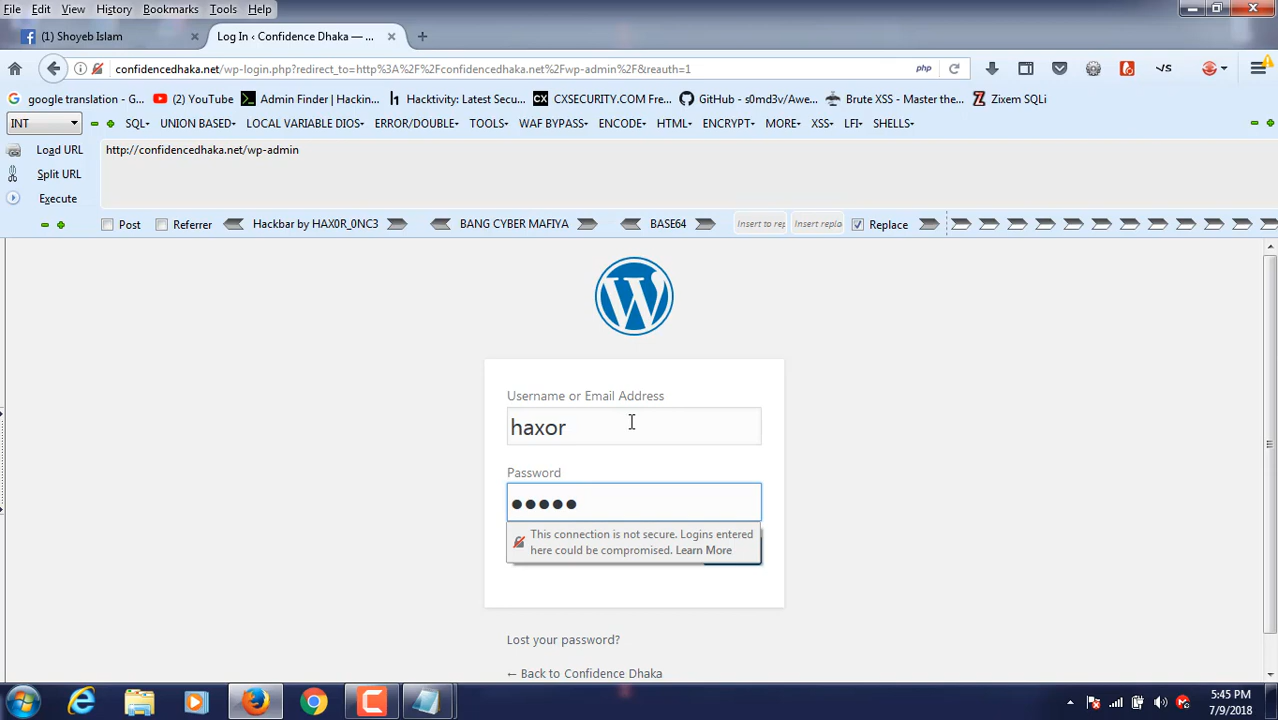 File Edit View History Bookmarks Tools Help
(1) Shoyeb Islam × Log In ‹ Confidence Dhaka — ... × +
confidencedhaka.net/wp-login.php?redirect_to=http%3A%2F%2Fconfidencedhaka.net%2Fwp-admin%2F&reauth=1 php
google translation - G... (2) YouTube Admin Finder | Hackin... Hacktivity: Latest Secu... CXSECURITY.COM Fre... GitHub - s0md3v/Awe... Brute XSS - Master the... Zixem SQLi
INT SQL UNION BASED LOCAL VARIABLE DIOS ERROR/DOUBLE TOOLS WAF BYPASS ENCODE HTML ENCRYPT MORE XSS LFI SHELLS
Load URL http://confidencedhaka.net/wp-admin
Split URL
Execute
Post Referrer Hackbar by HAX0R_0NC3 BANG CYBER MAFIYA BASE64 Insert to rep Insert repla Replace
Username or Email Address
haxor
Password
●●●●●
This connection is not secure. Logins entered
here could be compromised. Learn More
Lost your password?
← Back to Confidence Dhaka
5:45 PM
7/9/2018